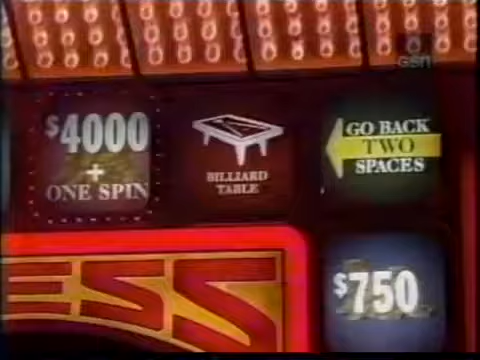 GSN
$4000
+
ONE SPIN
BILLIARD
TABLE
GO BACK
TWO
SPACES
ESS
$750